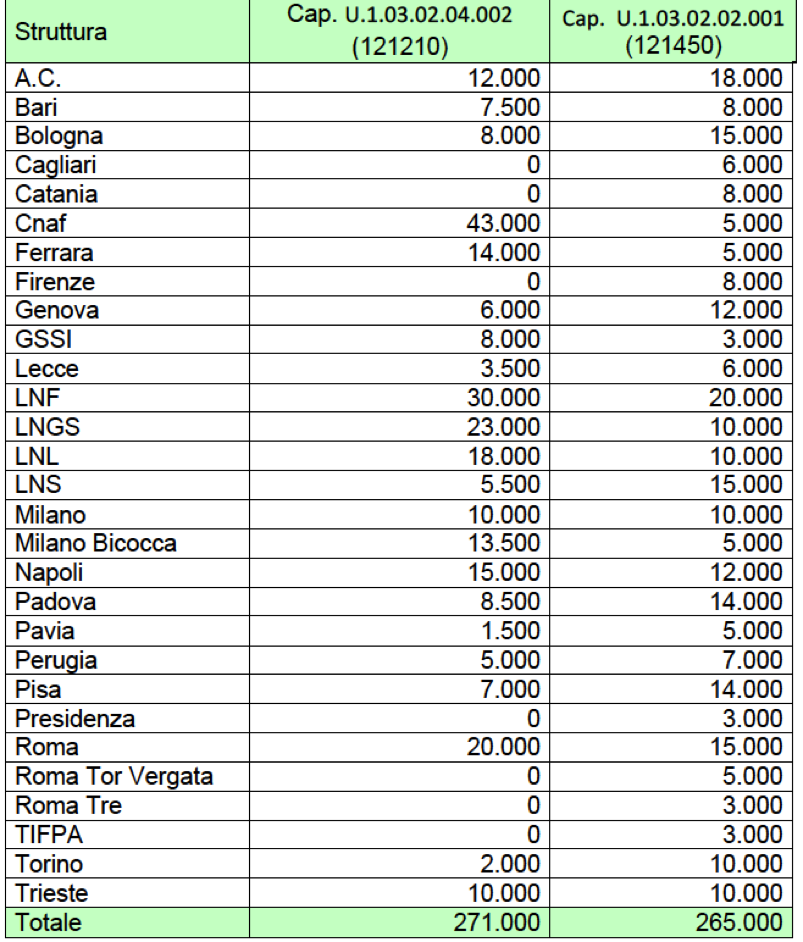 Struttura Cap. U.1.03.02.04.002 (121210) Cap. U.1.03.02.02.001 (121450)
A.C. 12.000 18.000
Bari 7.500 8.000
Bologna 8.000 15.000
Cagliari 0 6.000
Catania 0 8.000
Cnaf 43.000 5.000
Ferrara 14.000 5.000
Firenze 0 8.000
Genova 6.000 12.000
GSSI 8.000 3.000
Lecce 3.500 6.000
LNF 30.000 20.000
LNGS 23.000 10.000
LNL 18.000 10.000
LNS 5.500 15.000
Milano 10.000 10.000
Milano Bicocca 13.500 5.000
Napoli 15.000 12.000
Padova 8.500 14.000
Pavia 1.500 5.000
Perugia 5.000 7.000
Pisa 7.000 14.000
Presidenza 0 3.000
Roma 20.000 15.000
Roma Tor Vergata 0 5.000
Roma Tre 0 3.000
TIFPA 0 3.000
Torino 2.000 10.000
Trieste 10.000 10.000
Totale 271.000 265.000